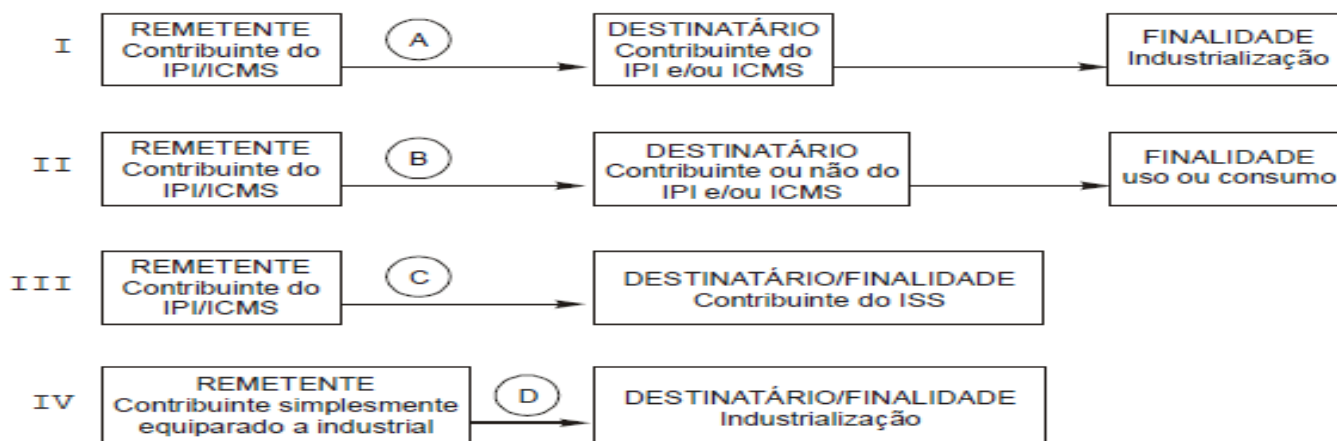 I
REMETENTE
Contribuinte do
IPI/ICMS
A
DESTINATÁRIO
Contribuinte do
IPI e/ou ICMS
FINALIDADE
Industrialização
II
REMETENTE
Contribuinte do
IPI/ICMS
B
DESTINATÁRIO
Contribuinte ou não do
IPI e/ou ICMS
FINALIDADE
uso ou consumo
III
REMETENTE
Contribuinte do
IPI/ICMS
C
DESTINATÁRIO/FINALIDADE
Contribuinte do ISS
IV
REMETENTE
Contribuinte simplesmente
equiparado a industrial
D
DESTINATÁRIO/FINALIDADE
Industrialização